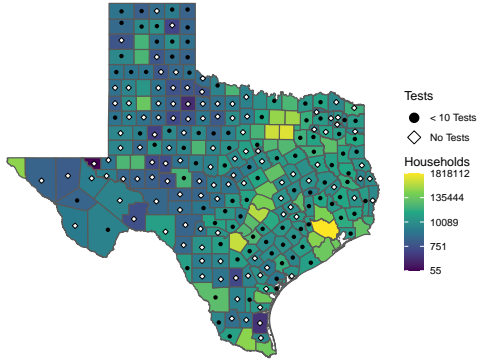 Tests
< 10 Tests
No Tests
Households
1818112
135444
10089
751
55